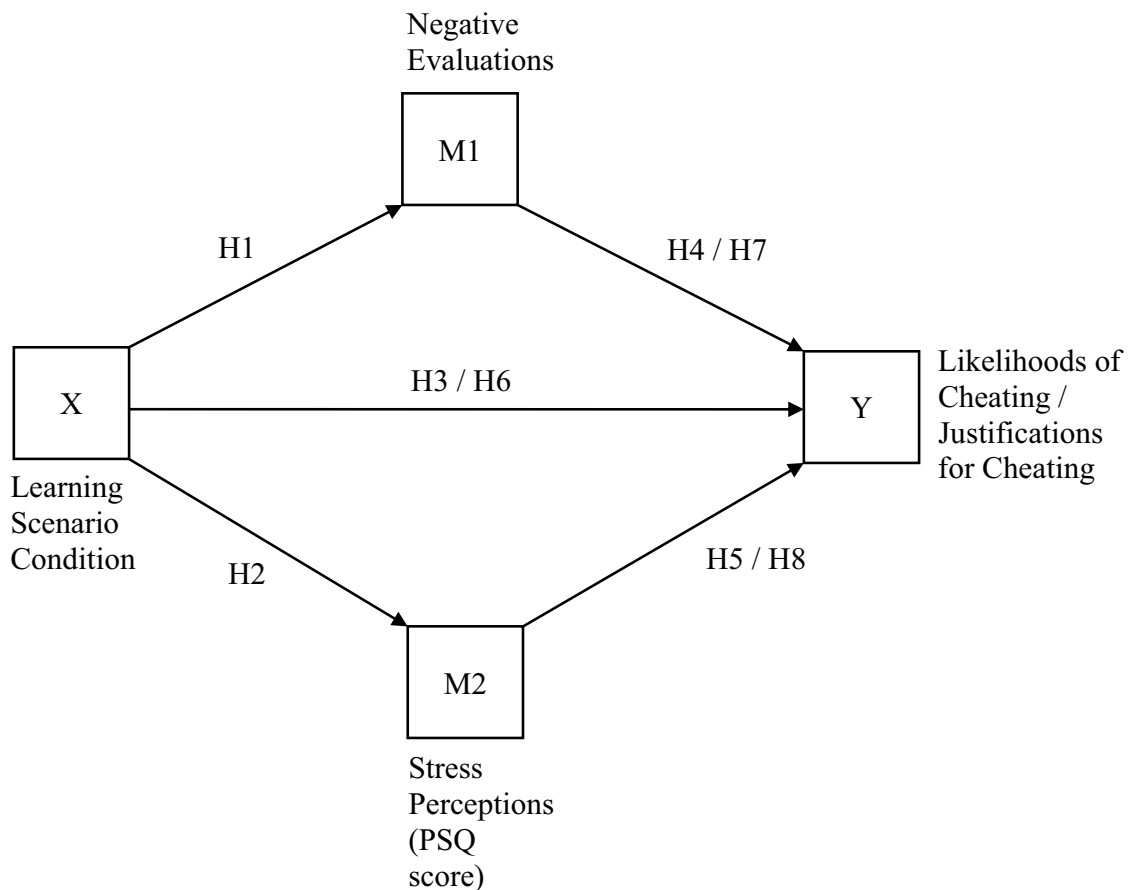 Negative
Evaluations
M1
H1
H4 / H7
X
H3 / H6
Y
Likelihoods of
Cheating /
Justifications
for Cheating
Learning
Scenario
Condition
H2
H5 / H8
M2
Stress
Perceptions
(PSQ
score)